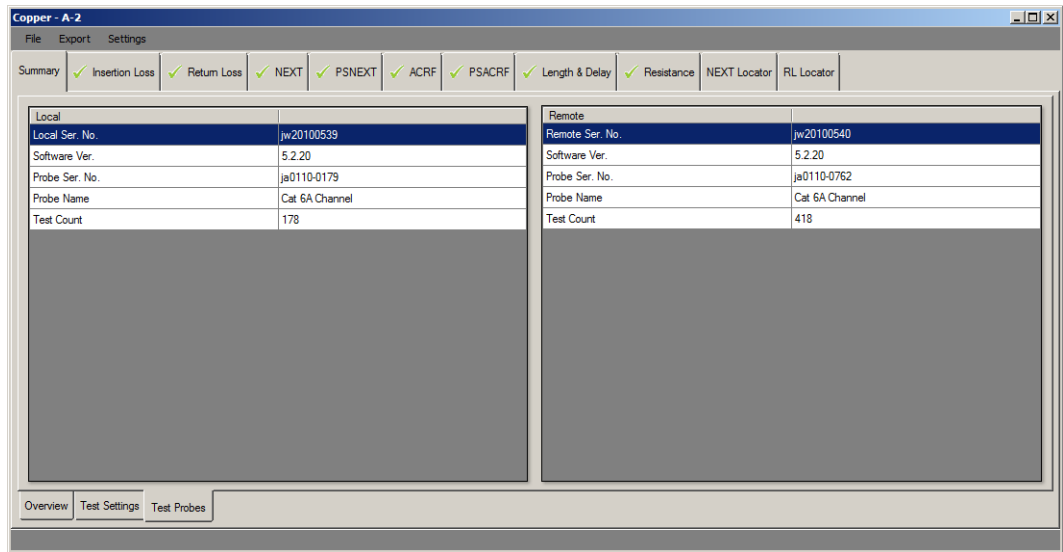 Copper - A-2
File Export Settings
Summary Insertion Loss Return Loss NEXT PSNEXT ACRF PSACRF Length & Delay Resistance NEXT Locator RL Locator
Local
Local Ser. No. jw20100539
Software Ver. 5.2.20
Probe Ser. No. ja0110-0179
Probe Name Cat 6A Channel
Test Count 178
Remote
Remote Ser. No. jw20100540
Software Ver. 5.2.20
Probe Ser. No. ja0110-0762
Probe Name Cat 6A Channel
Test Count 418
Overview Test Settings Test Probes